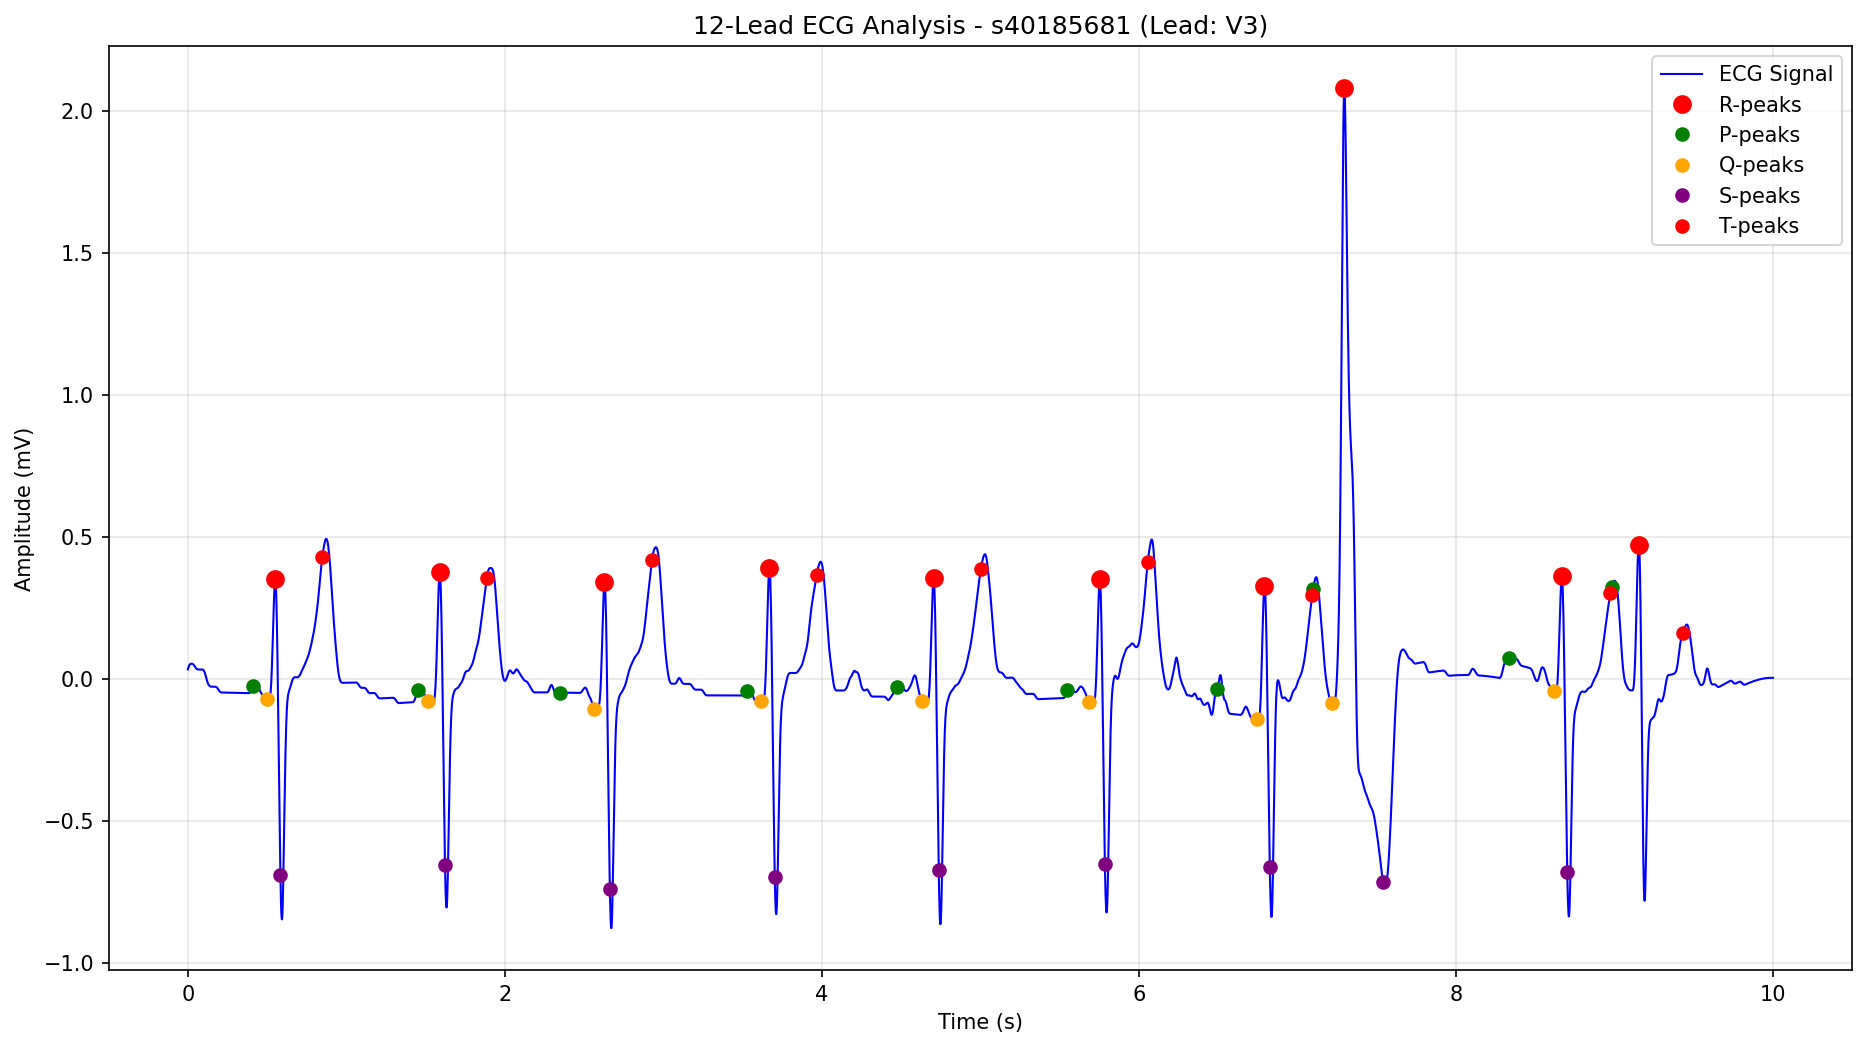 12-Lead ECG Analysis - s40185681 (Lead: V3)
ECG Signal
R-peaks
P-peaks
Q-peaks
S-peaks
T-peaks
Amplitude (mV)
2.0
1.5
1.0
0.5
0.0
−0.5
−1.0
0 2 4 6 8 10
Time (s)